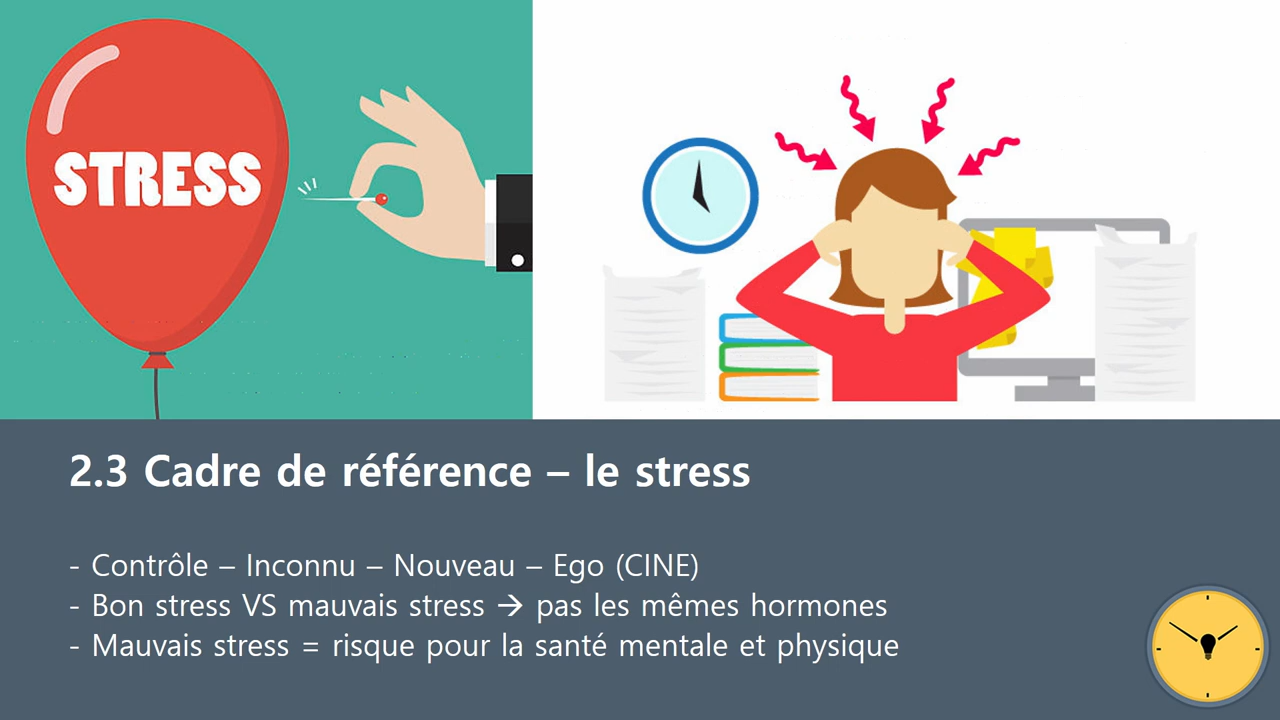 STRESS
2.3 Cadre de référence – le stress
- Contrôle – Inconnu – Nouveau – Ego (CINE)
- Bon stress VS mauvais stress → pas les mêmes hormones
- Mauvais stress = risque pour la santé mentale et physique